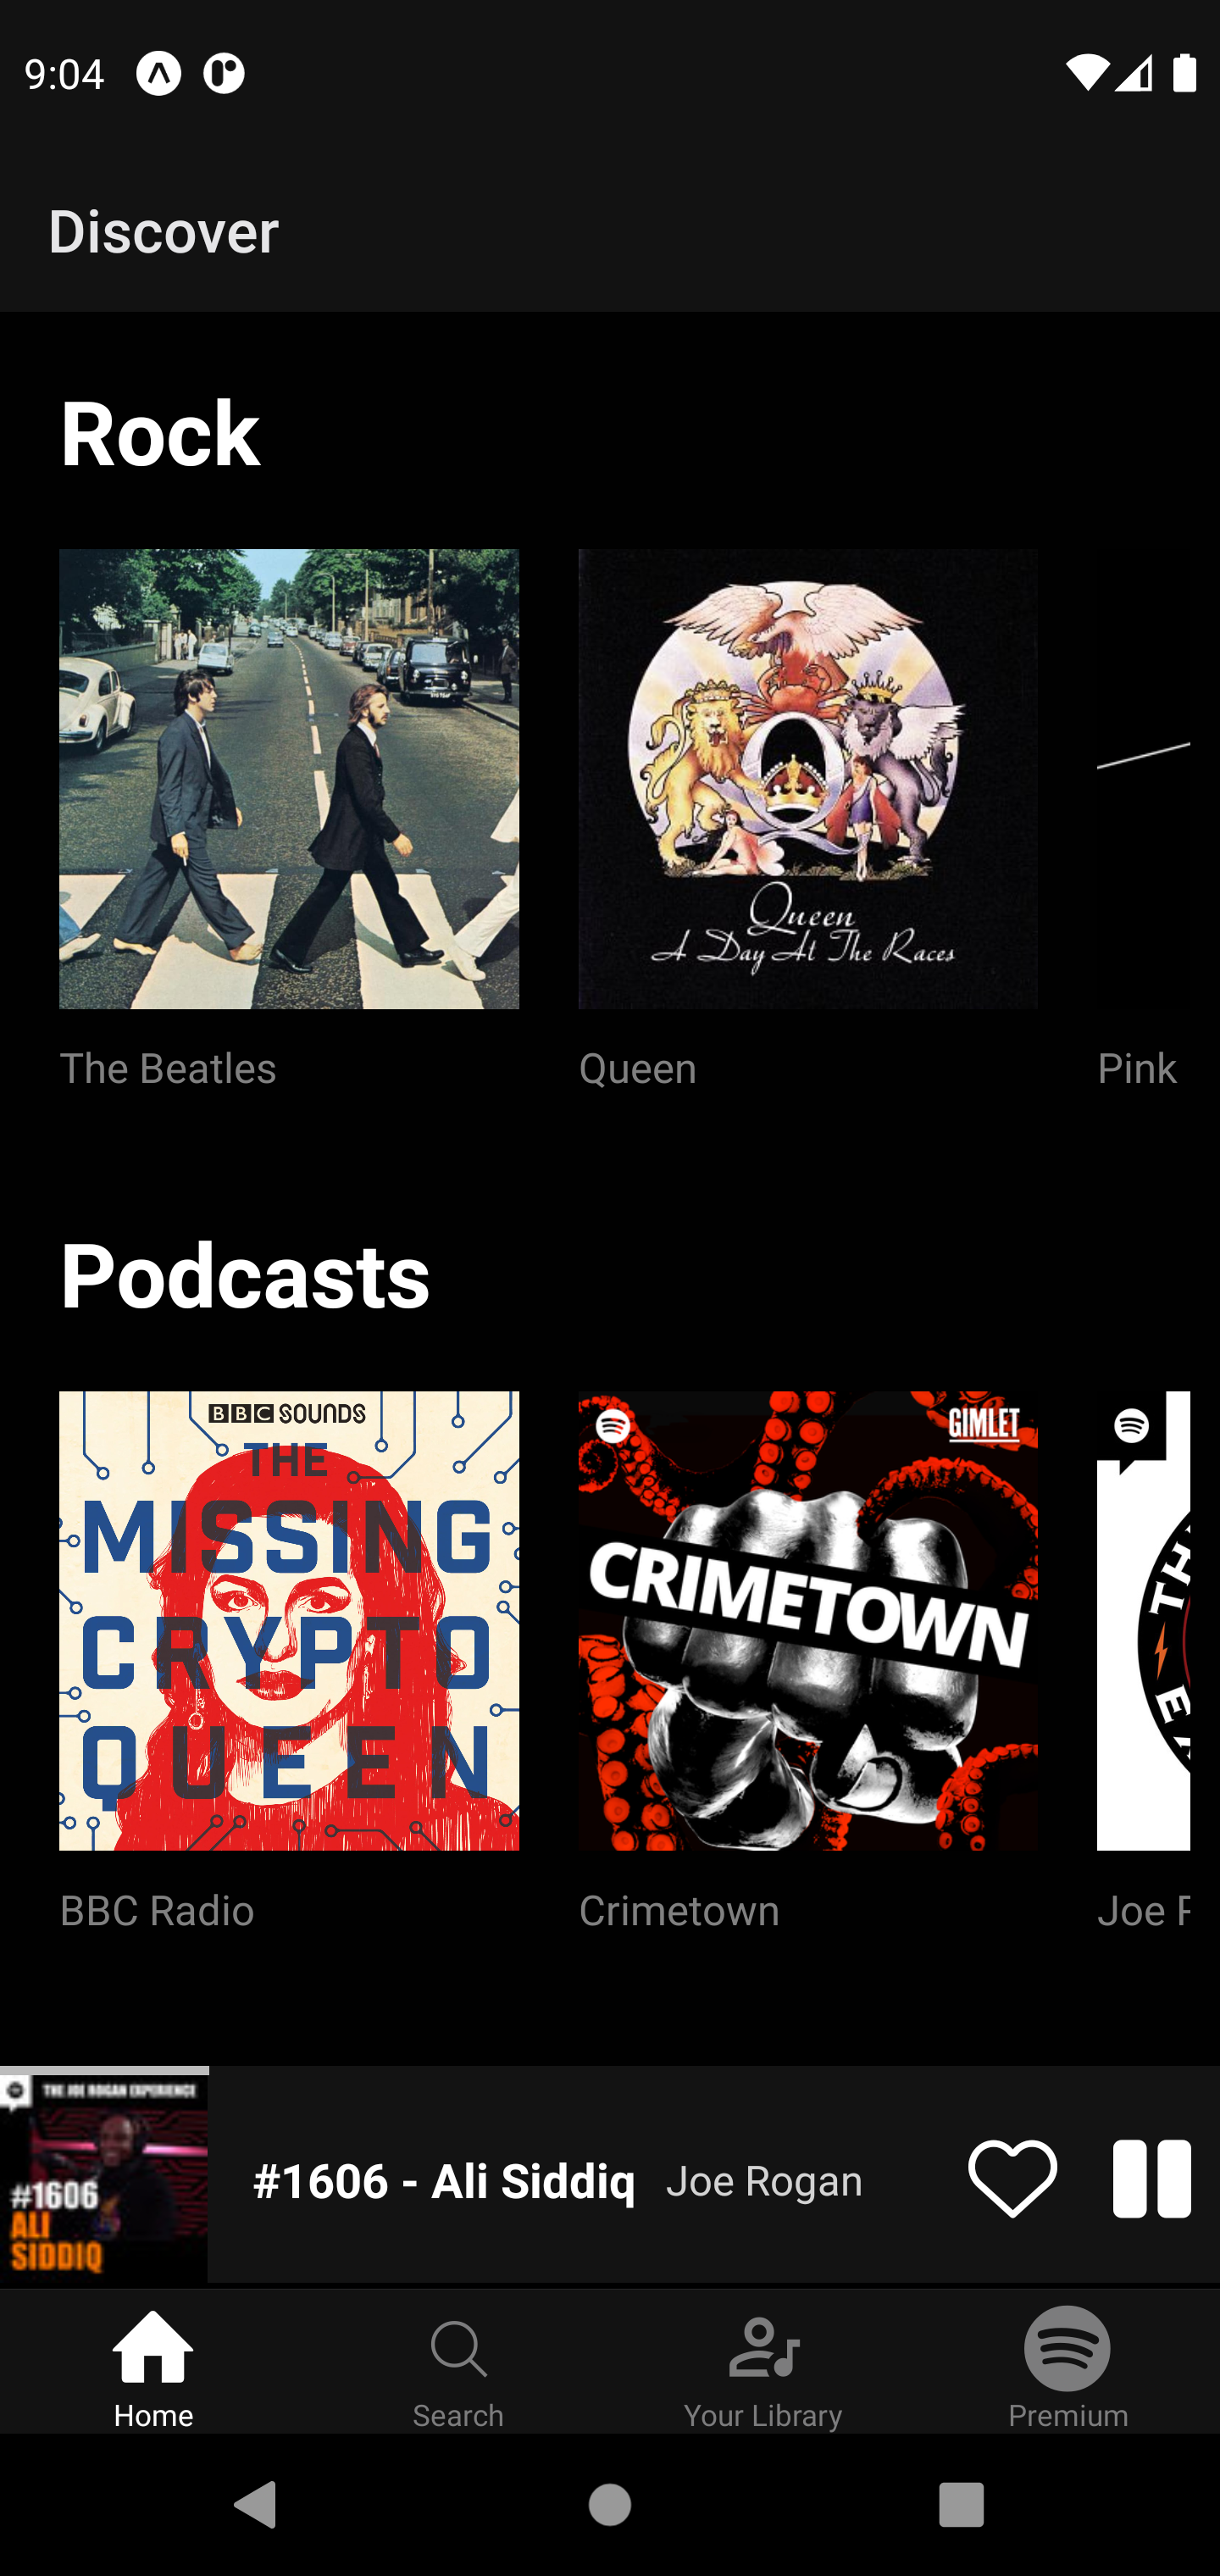 9:04
Discover
Rock
Queen
A Day At The Races
The Beatles
Queen
Pink
Podcasts
BBC SOUNDS
THE
MISSING
CRYPTO
QUEEN
GIMLET
CRIMETOWN
BBC Radio
Crimetown
Joe
THE JOE ROGAN EXPERIENCE
#1606
ALI
SIDDIQ
#1606 - Ali Siddiq Joe Rogan
Home
Search
Your Library
Premium